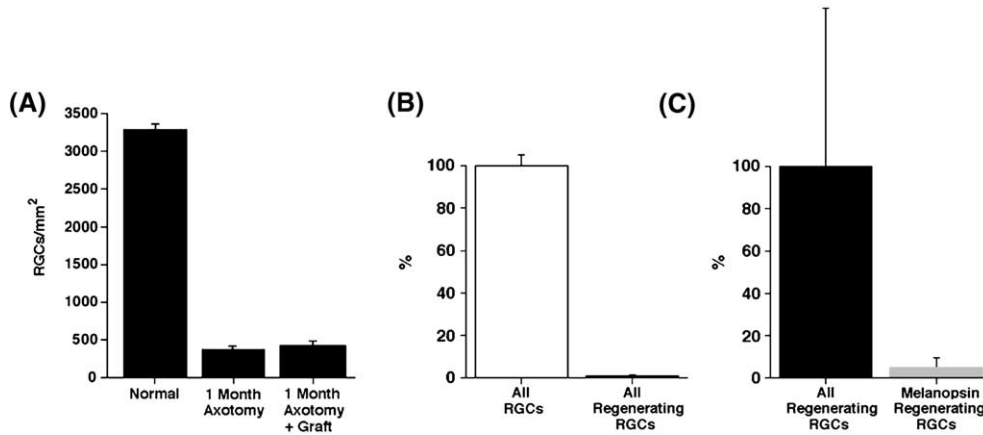 (A)
3500
3000
2500
2000
1500
1000
500
0
RGCs/mm²
Normal
1 Month
Axotomy
1 Month
Axotomy
+ Graft
(B)
100
80
60
40
20
0
%
All
RGCs
All
Regenerating
RGCs
(C)
100
80
60
40
20
0
%
All
Regenerating
RGCs
Melanopsin
Regenerating
RGCs